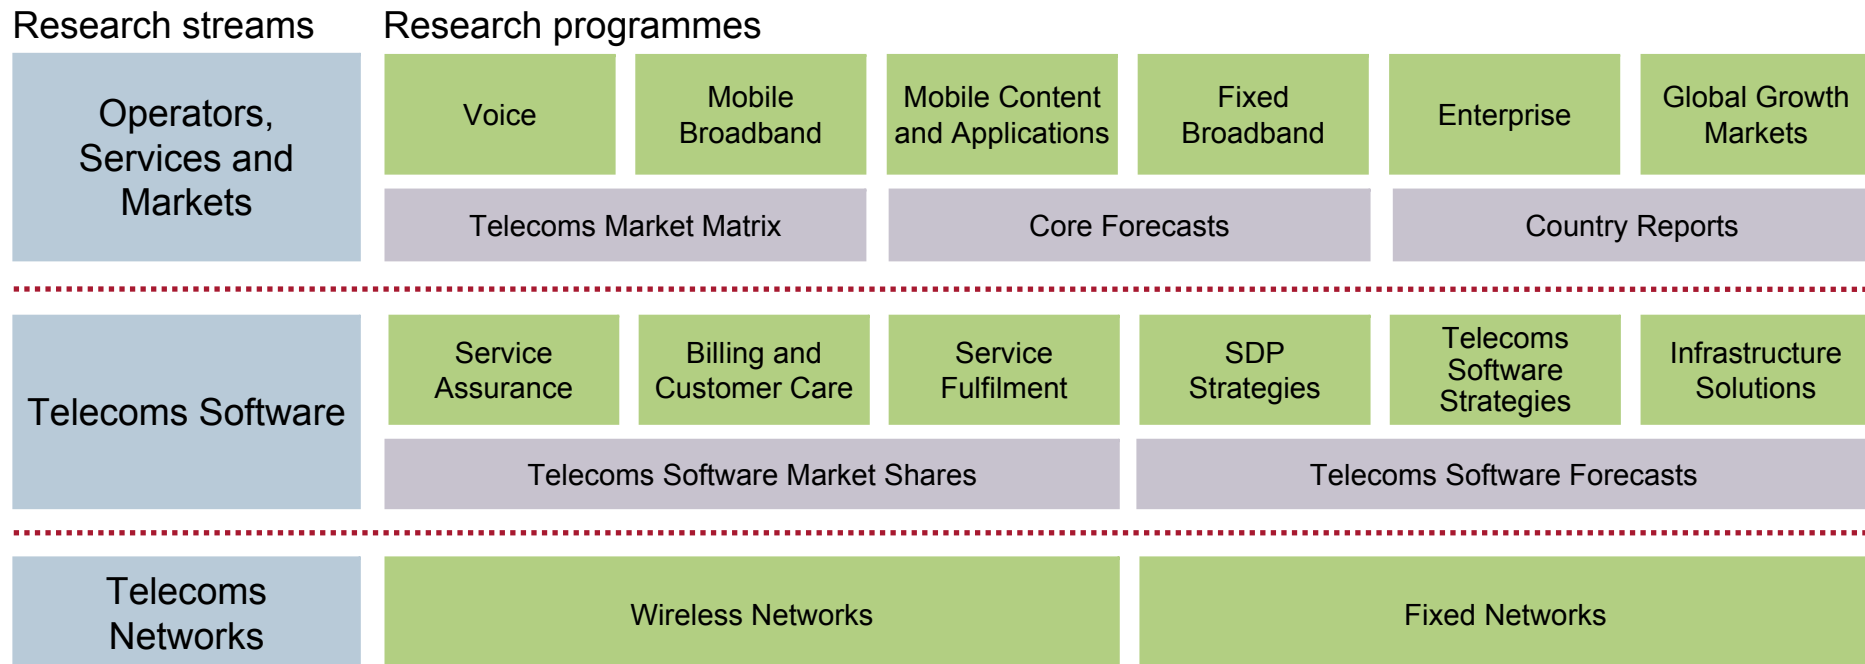 Research streams
Research programmes
Operators,
Services and
Markets
Voice
Mobile
Broadband
Mobile Content
and Applications
Fixed
Broadband
Enterprise
Global Growth
Markets
Telecoms Market Matrix
Core Forecasts
Country Reports
Telecoms Software
Service
Assurance
Billing and
Customer Care
Service
Fulfilment
SDP
Strategies
Telecoms
Software
Strategies
Infrastructure
Solutions
Telecoms Software Market Shares
Telecoms Software Forecasts
Telecoms
Networks
Wireless Networks
Fixed Networks